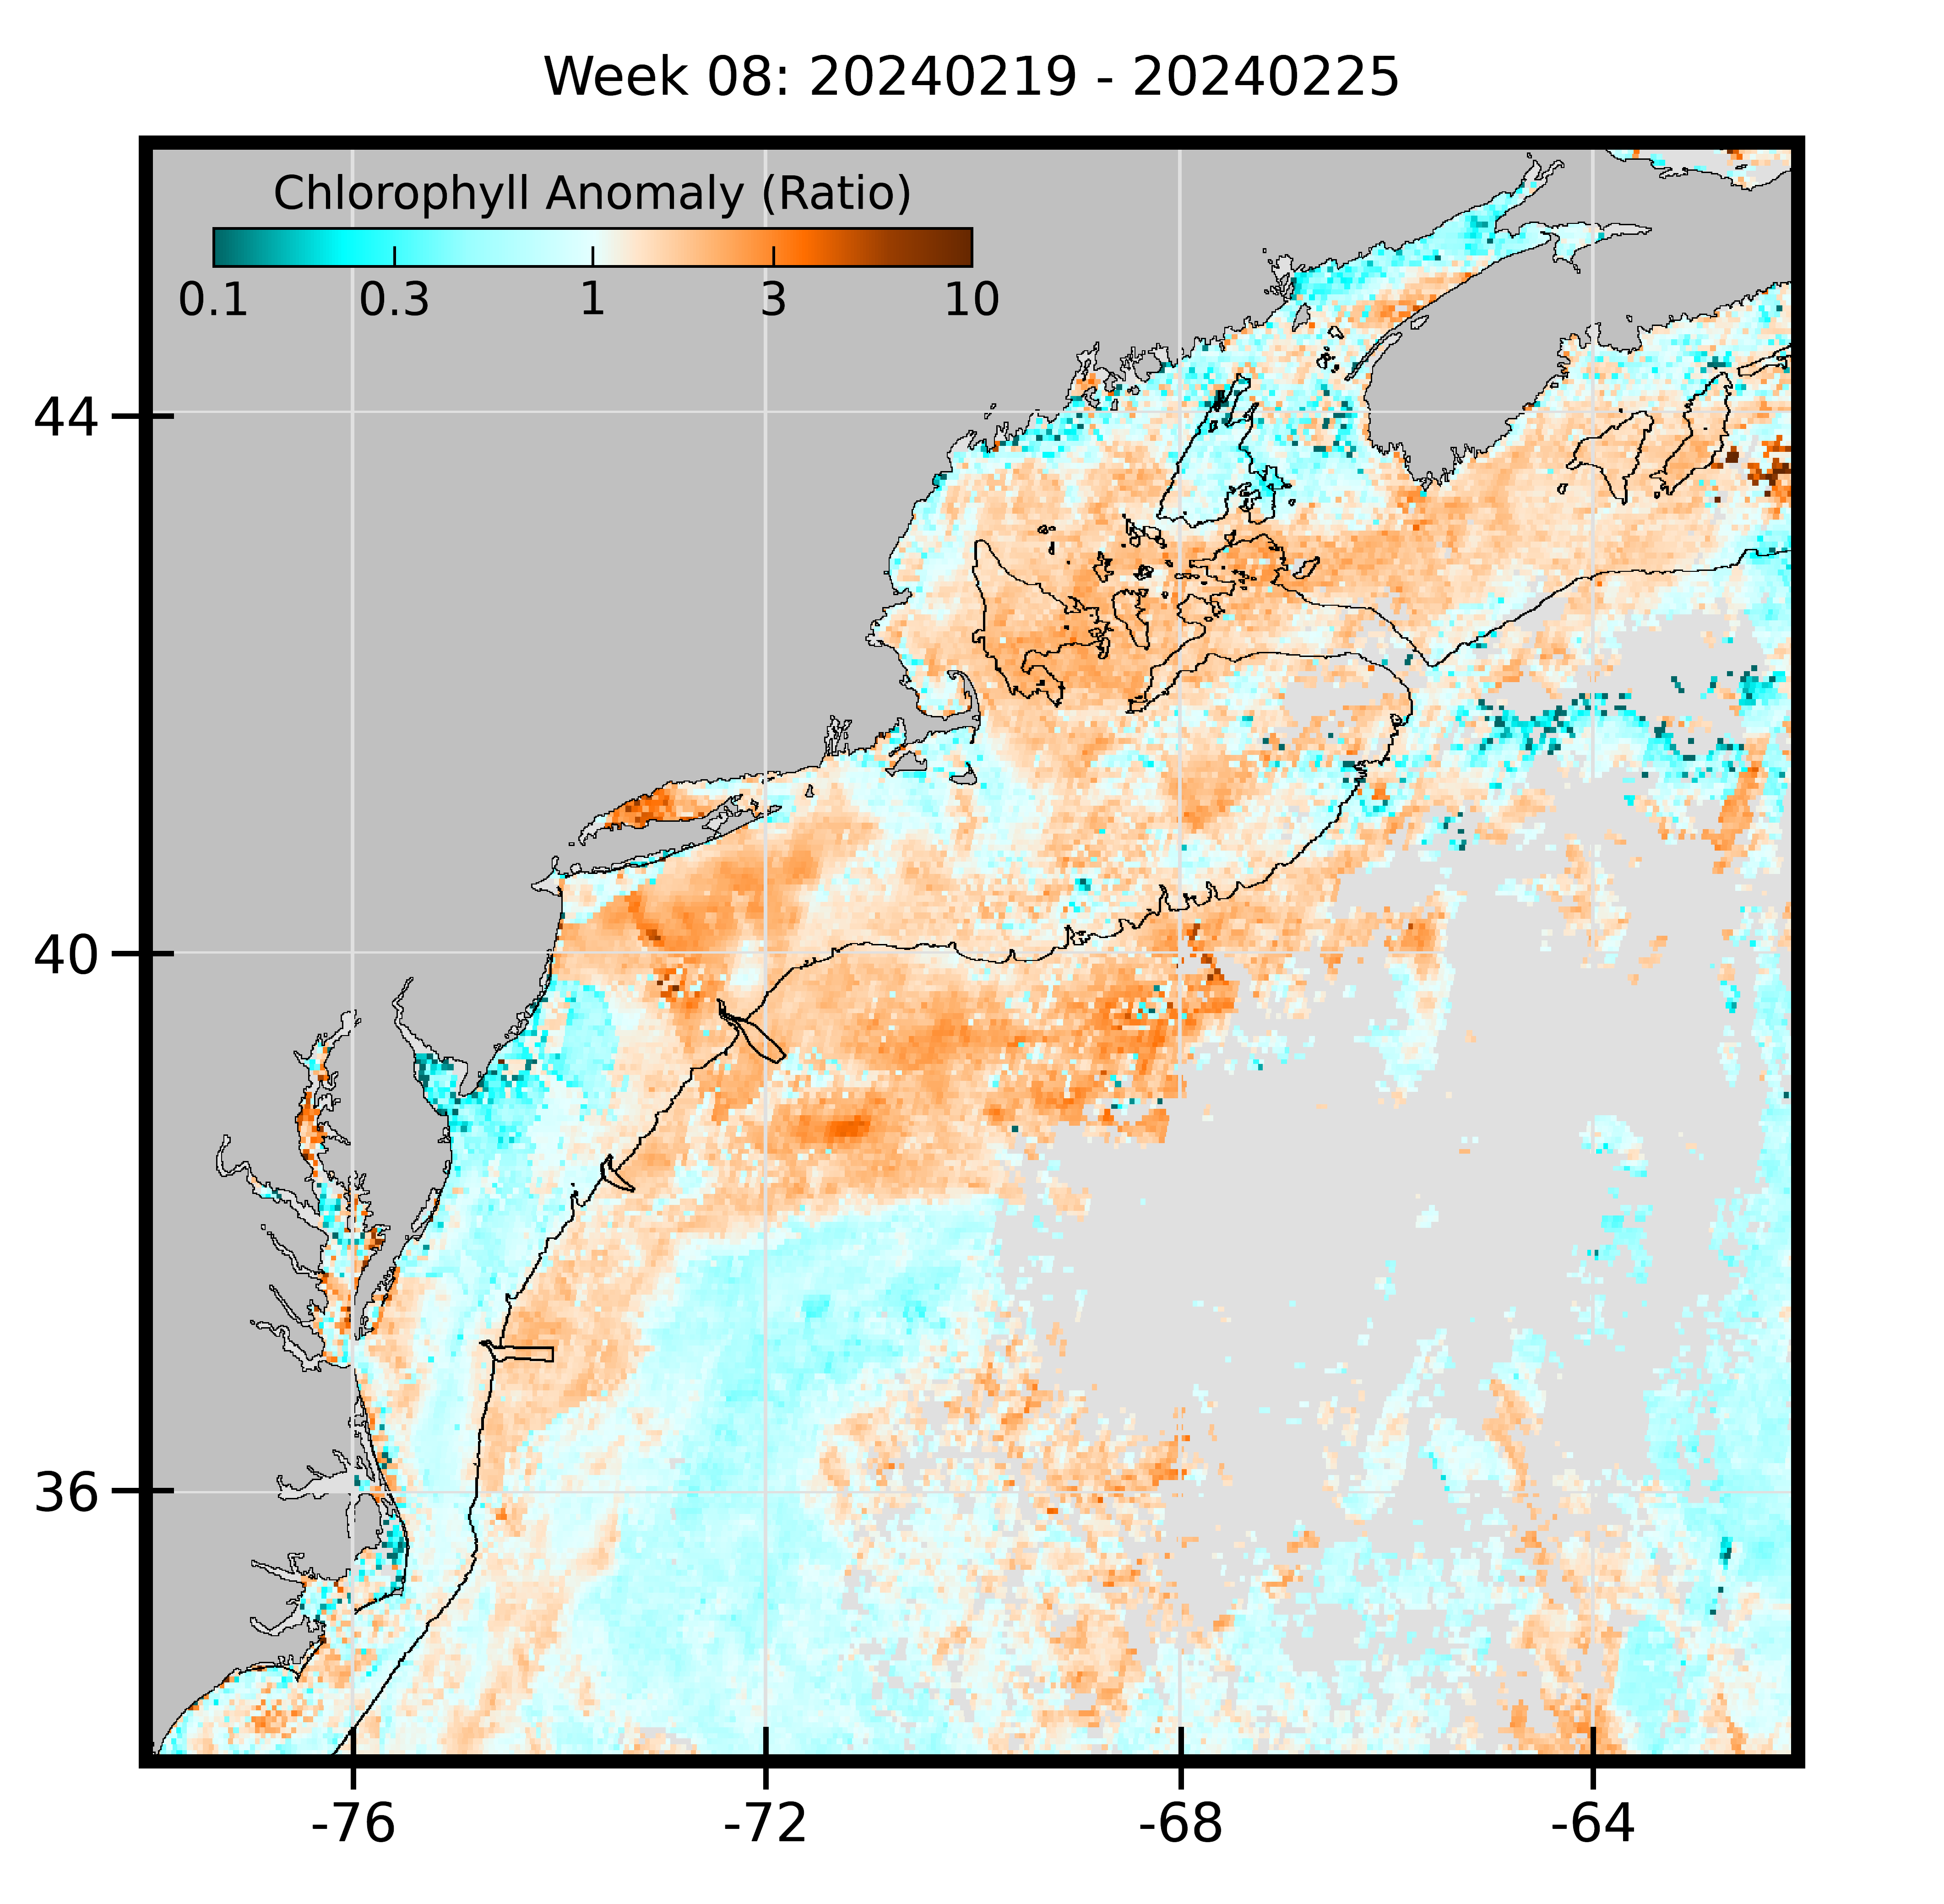 Week 08: 20240219 - 20240225
Chlorophyll Anomaly (Ratio)
0.1 0.3 1 3 10
44
40
36
-76 -72 -68 -64